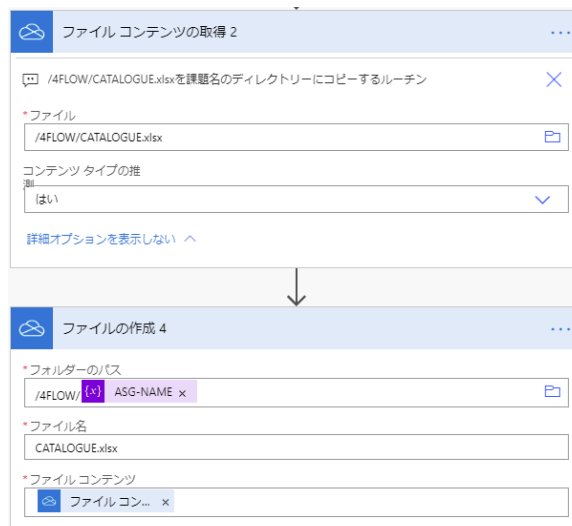 ファイル コンテンツの取得 2
/4FLOW/CATALOGUE.xlsxを課題名のディレクトリーにコピーするルーチン
*ファイル
/4FLOW/CATALOGUE.xlsx
コンテンツ タイプの推
測
はい
詳細オプションを表示しない
ファイルの作成 4
*フォルダーのパス
/4FLOW/ {x} ASG-NAME ×
*ファイル名
CATALOGUE.xlsx
*ファイル コンテンツ
ファイル コン... ×